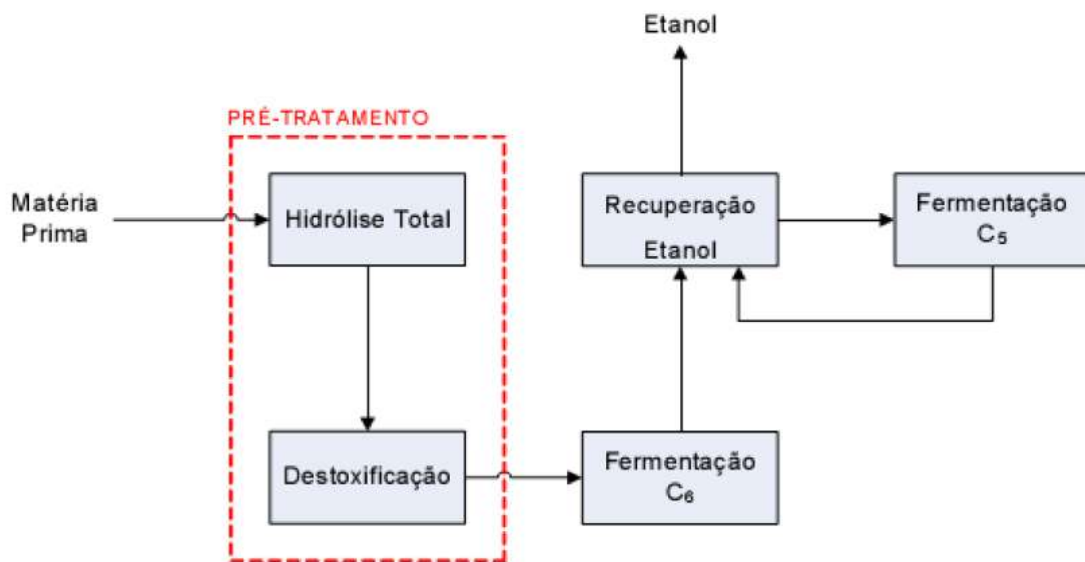 Etanol
PRÉ-TRATAMENTO
Matéria
Prima
Hidrólise Total
Recuperação
Etanol
Fermentação
C₅
Destoxificação
Fermentação
C₆